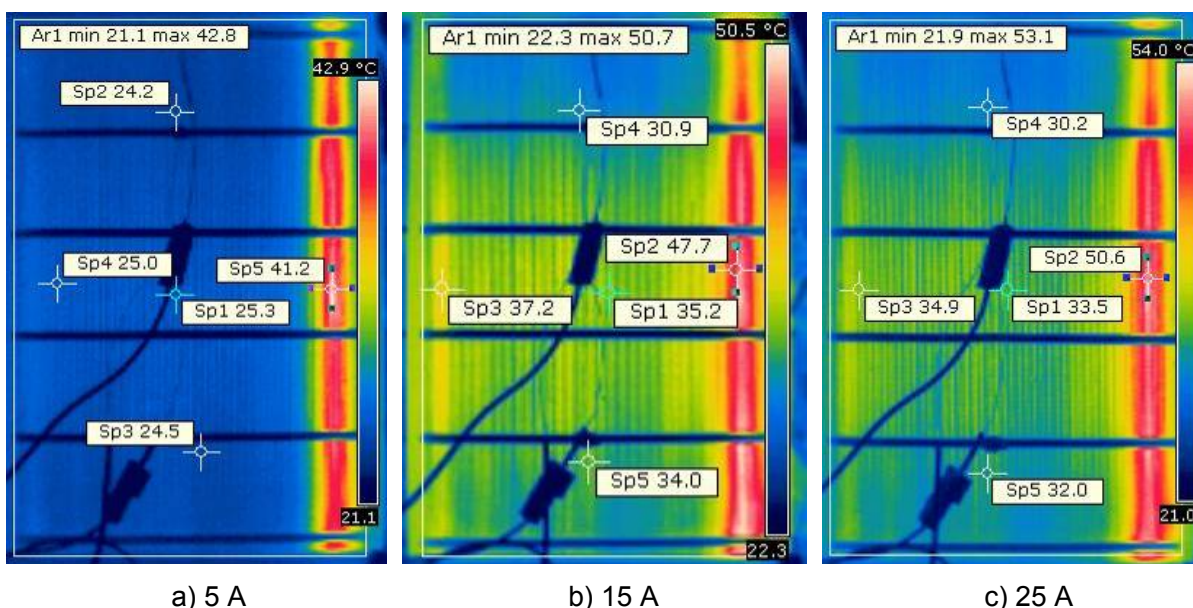 Ar1 min 21.1 max 42.8
42.9 °C
Sp2 24.2
Sp4 25.0
Sp5 41.2
Sp1 25.3
Sp3 24.5
21.1
a) 5 A
Ar1 min 22.3 max 50.7
50.5 °C
Sp4 30.9
Sp2 47.7
Sp3 37.2
Sp1 35.2
Sp5 34.0
22.3
b) 15 A
Ar1 min 21.9 max 53.1
54.0 °C
Sp4 30.2
Sp2 50.6
Sp3 34.9
Sp1 33.5
Sp5 32.0
21.0
c) 25 A